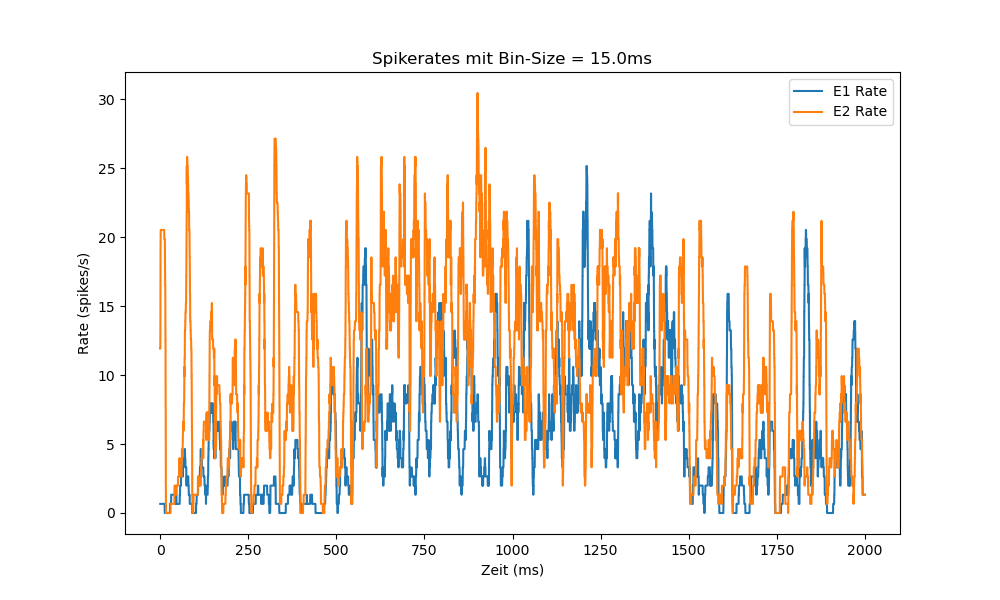 Spikerates mit Bin-Size = 15.0ms
E1 Rate
E2 Rate
30
25
20
15
10
5
0
Rate (spikes/s)
0 250 500 750 1000 1250 1500 1750 2000
Zeit (ms)